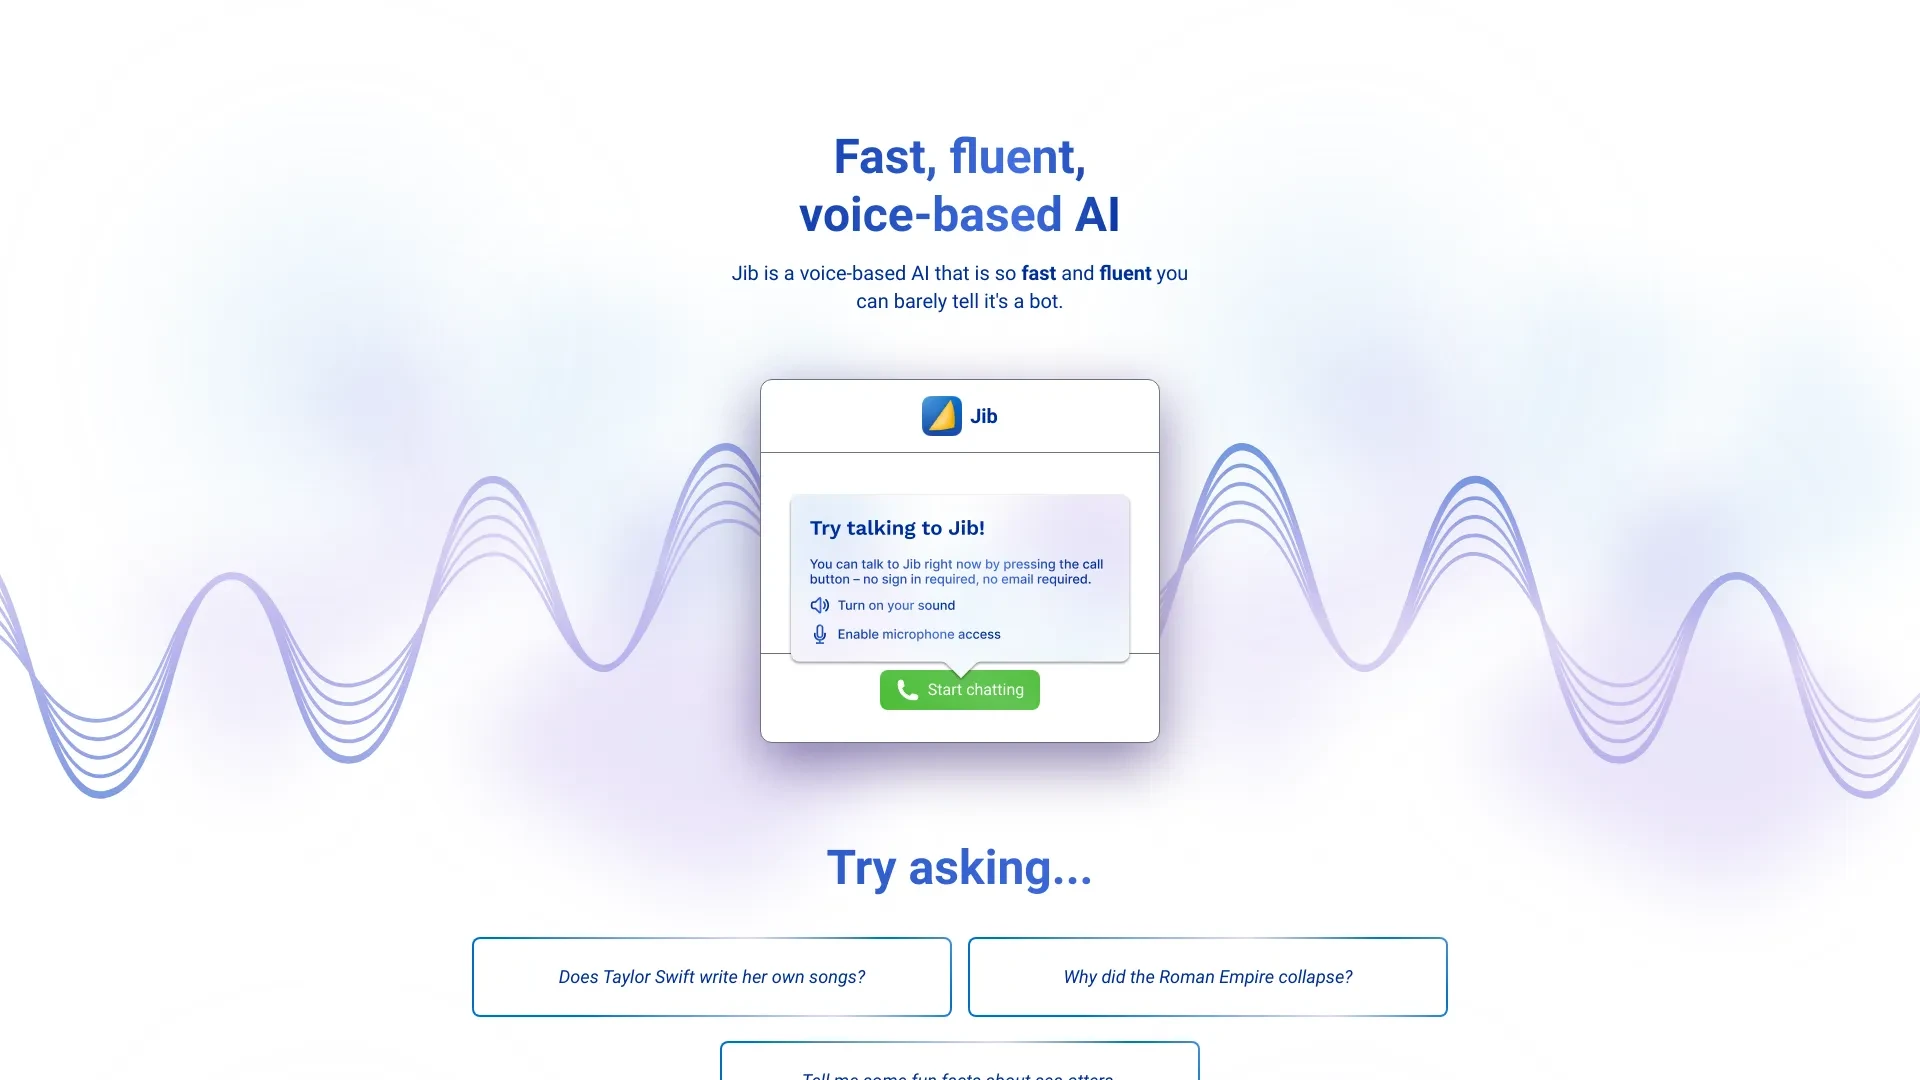 Fast, fluent,
voice-based AI
Jib is a voice-based AI that is so fast and fluent you
can barely tell it's a bot.
Jib
Try talking to Jib!
You can talk to Jib right now by pressing the call
button – no sign in required, no email required.
Turn on your sound
Enable microphone access
Start chatting
Try asking...
Does Taylor Swift write her own songs?
Why did the Roman Empire collapse?
Tell me some fun facts about sea otters